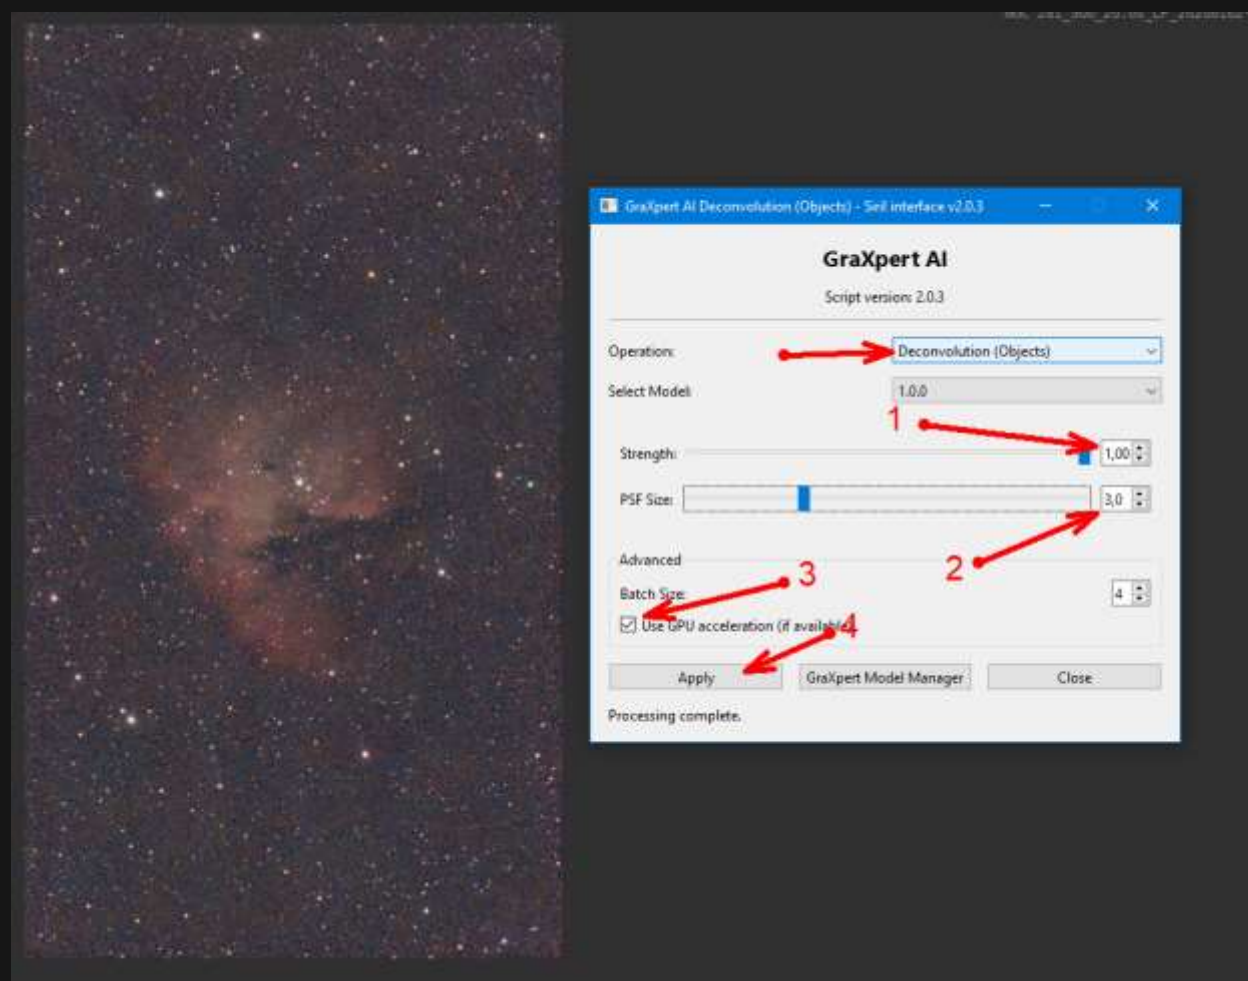 GraXpert AI Deconvolution (Objects) - Siril interface v2.0.3
GraXpert AI
Script version: 2.0.3
Operation:
Deconvolution (Objects)
Select Model:
1.0.0
1
Strength:
1,00
PSF Size:
3,0
2
Advanced
3
Batch Size:
4
Use GPU acceleration (if available)
4
Apply
GraXpert Model Manager
Close
Processing complete.